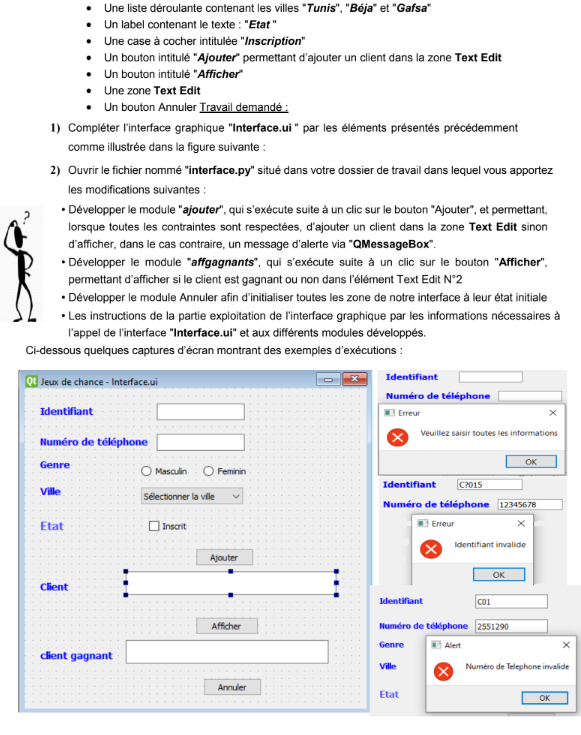 • Une liste déroulante contenant les villes "Tunis", "Béja" et "Gafsa"
• Un label contenant le texte : "Etat "
• Une case à cocher intitulée "Inscription"
• Un bouton intitulé "Ajouter" permettant d'ajouter un client dans la zone Text Edit
• Un bouton intitulé "Afficher"
• Une zone Text Edit
• Un bouton Annuler Travail demandé :
1) Compléter l'interface graphique "Interface.ui " par les éléments présentés précédemment
comme illustrée dans la figure suivante :
2) Ouvrir le fichier nommé "interface.py" situé dans votre dossier de travail dans lequel vous apportez
les modifications suivantes :
• Développer le module "ajouter", qui s'exécute suite à un clic sur le bouton "Ajouter", et permettant,
lorsque toutes les contraintes sont respectées, d'ajouter un client dans la zone Text Edit sinon
d'afficher, dans le cas contraire, un message d'alerte via "QMessageBox".
• Développer le module "affgagnants", qui s'exécute suite à un clic sur le bouton "Afficher",
permettant d'afficher si le client est gagnant ou non dans l'élément Text Edit N°2
• Développer le module Annuler afin d'initialiser toutes les zone de notre interface à leur état initiale
• Les instructions de la partie exploitation de l'interface graphique par les informations nécessaires à
l'appel de l'interface "Interface.ui" et aux différents modules développés.
Ci-dessous quelques captures d'écran montrant des exemples d'exécutions :
Qt Jeux de chance - Interface.ui
Identifiant
Numéro de téléphone
Genre
Masculin Feminin
Ville
Sélectionner la ville
Etat
Inscrit
Ajouter
Client
Afficher
client gagnant
Annuler
Identifiant
Numéro de téléphone
Erreur
Veuillez saisir toutes les informations
OK
Identifiant C7015
Numéro de téléphone 12345678
Erreur
Identifiant invalide
OK
Identifiant C01
Numéro de téléphone 2551290
Genre
Alert
Ville
Numéro de Telephone invalide
Etat
OK